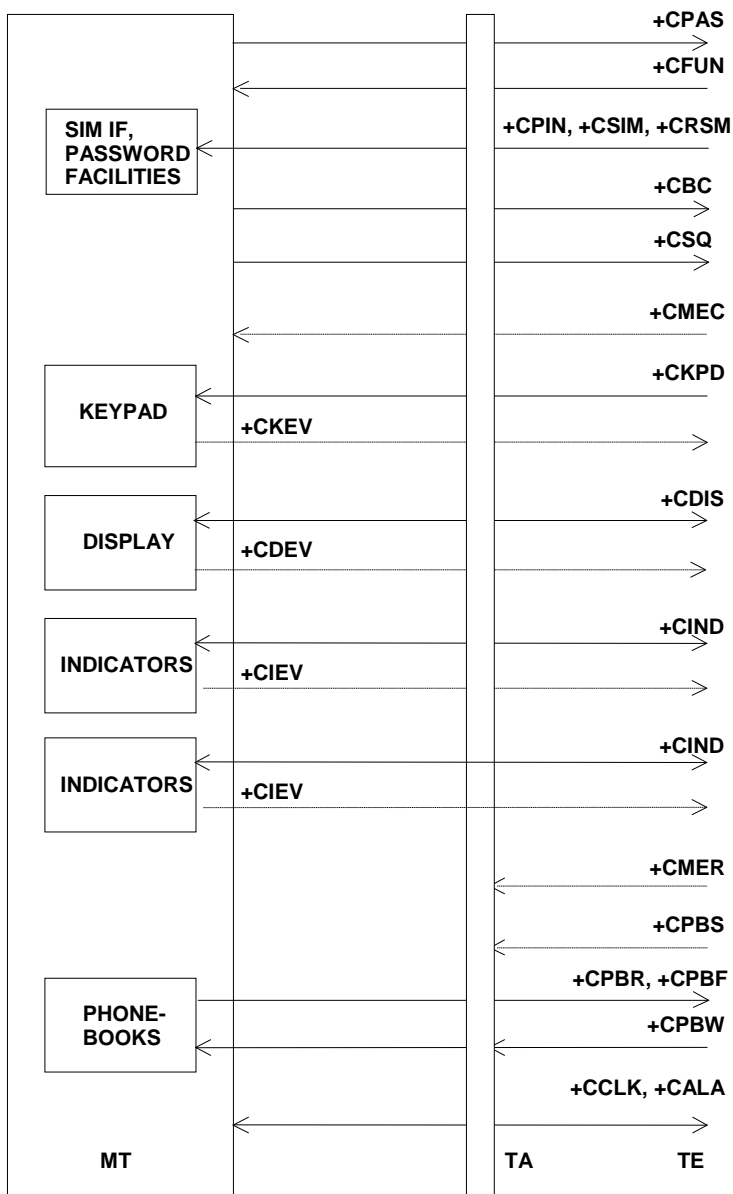 +CPAS
+CFUN
SIM IF,
PASSWORD
FACILITIES
+CPIN, +CSIM, +CRSM
+CBC
+CSQ
+CMEC
+CKPD
KEYPAD
+CKEV
+CDIS
DISPLAY
+CDEV
+CIND
INDICATORS
+CIEV
+CIND
INDICATORS
+CIEV
+CMER
+CPBS
+CPBR, +CPBF
PHONE-
BOOKS
+CPBW
+CCLK, +CALA
MT TA TE